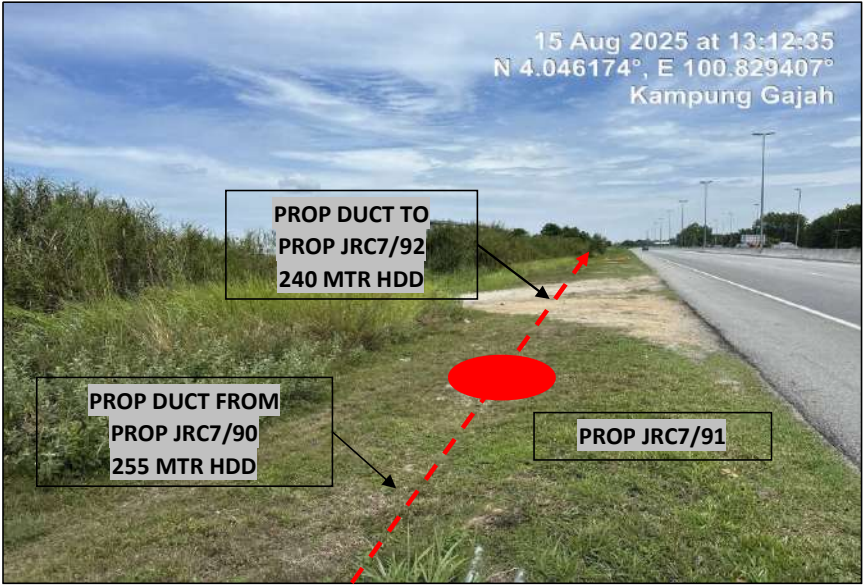 15 Aug 2025 at 13:12:35
N 4.046174°, E 100.829407°
Kampung Gajah
PROP DUCT TO
PROP JRC7/92
240 MTR HDD
PROP DUCT FROM
PROP JRC7/90
255 MTR HDD
PROP JRC7/91